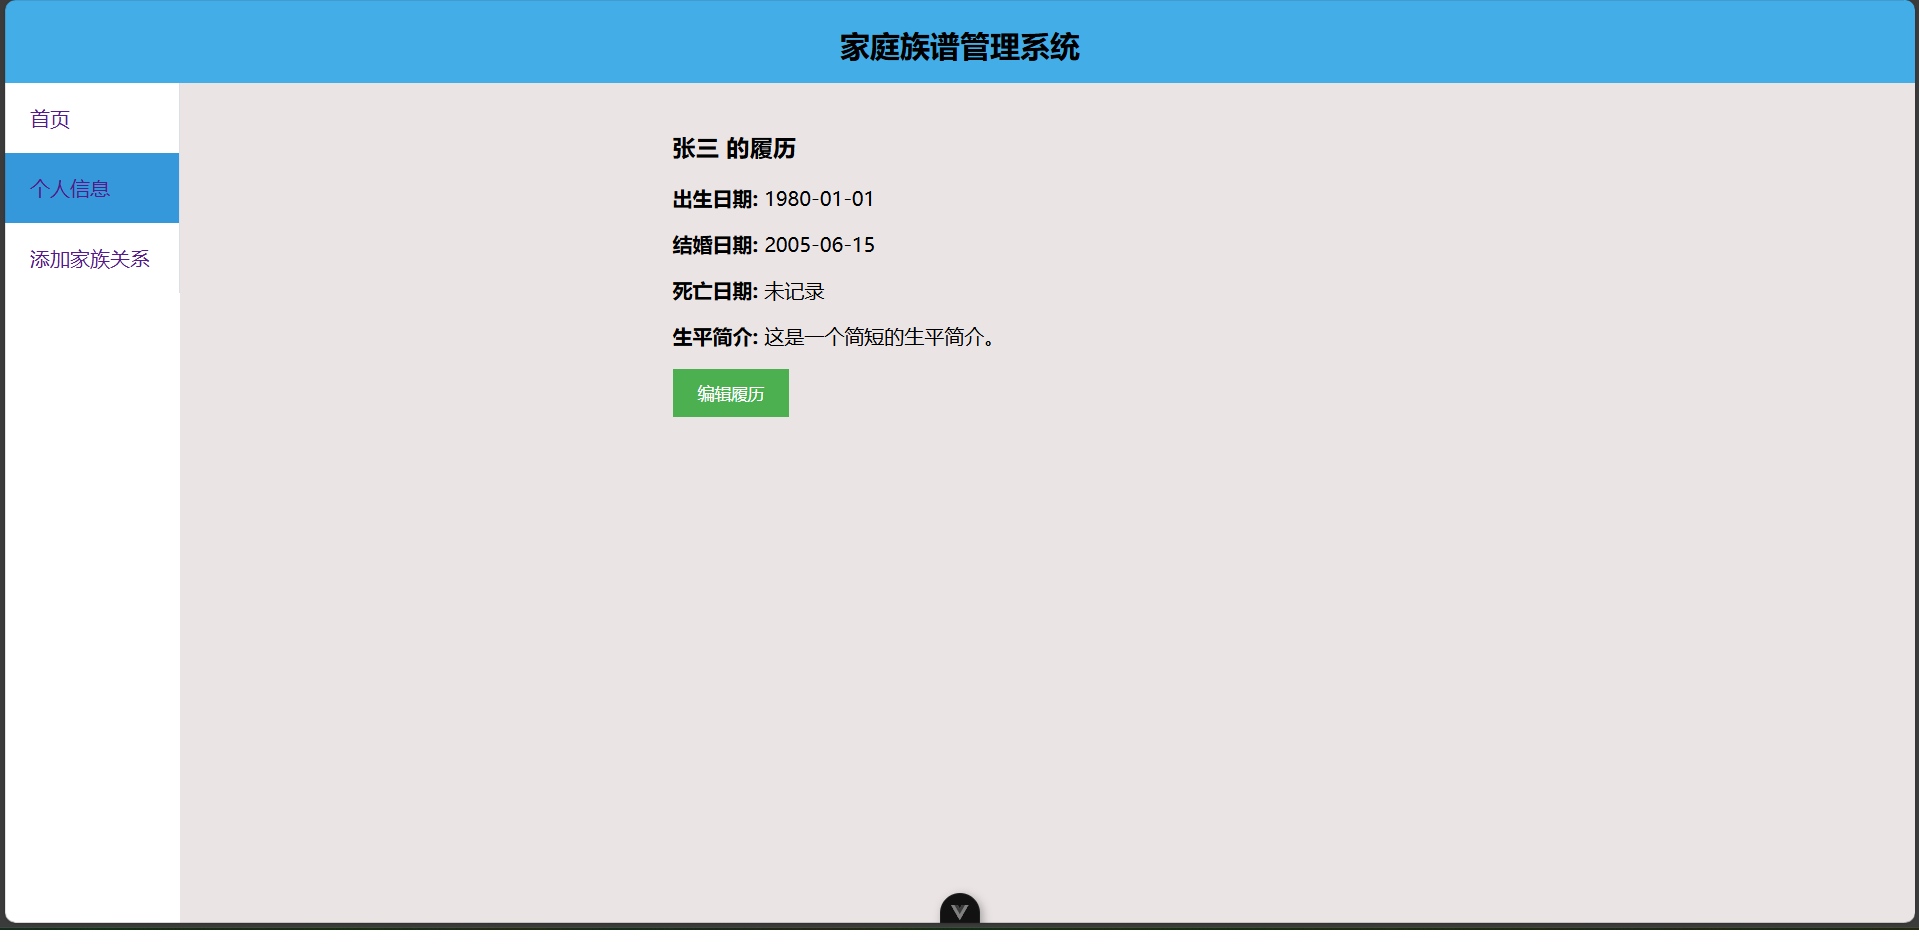 家庭族谱管理系统
首页
个人信息
添加家族关系
张三 的履历
出生日期: 1980-01-01
结婚日期: 2005-06-15
死亡日期: 未记录
生平简介: 这是一个简短的生平简介。
编辑履历